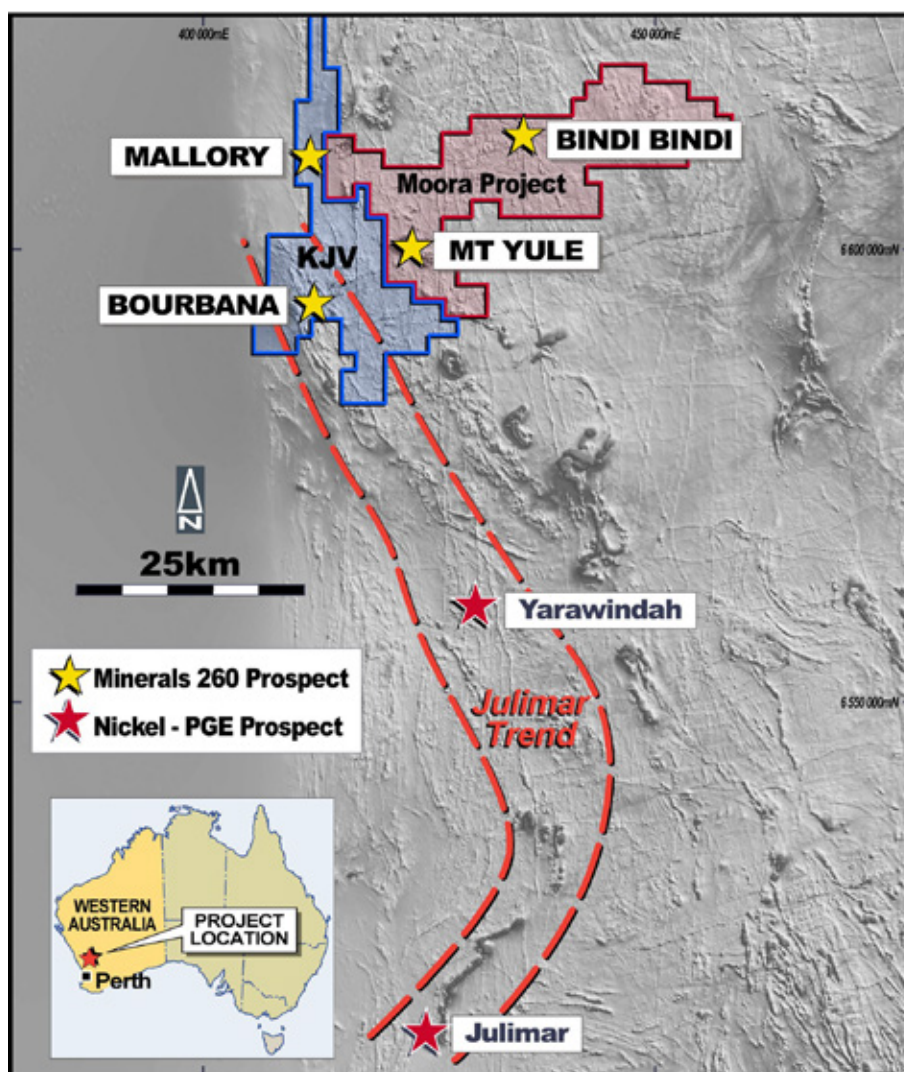 400 000mE
450 000mE
MALLORY
BINDI BINDI
Moora Project
KJV
MT YULE
6 600 000mN
BOURBANA
N
25km
Yarawindah
Minerals 260 Prospect
Nickel - PGE Prospect
Julimar
Trend
6 550 000mN
WESTERN
AUSTRALIA
PROJECT
LOCATION
Perth
Julimar